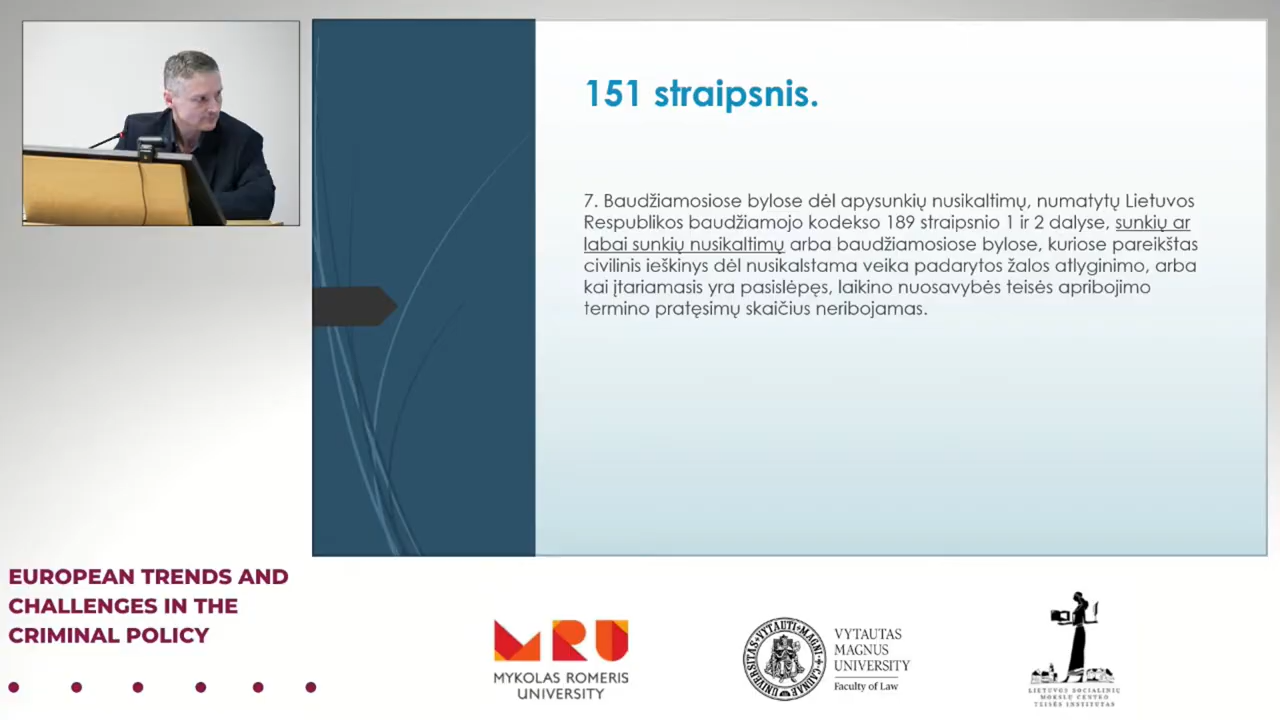 151 straipsnis.
7. Baudžiamosiose bylose dėl apysunkių nusikaltimų, numatytų Lietuvos
Respublikos baudžiamojo kodekso 189 straipsnio 1 ir 2 dalyse, sunkių ar
labai sunkių nusikaltimų arba baudžiamosiose bylose, kuriose pareikštas
civilinis ieškinys dėl nusikalstama veika padarytos žalos atlyginimo, arba
kai įtariamasis yra pasislėpęs, laikino nuosavybės teisės apribojimo
termino pratęsimų skaičius neribojamas.
EUROPEAN TRENDS AND
CHALLENGES IN THE
CRIMINAL POLICY
MRU
MYKOLAS ROMERIS
UNIVERSITY
VYTAUTAS
MAGNUS
UNIVERSITY
Faculty of Law
LIETUVOS SOCIALINIŲ
MOKSLŲ CENTRO
TEISĖS INSTITUTAS